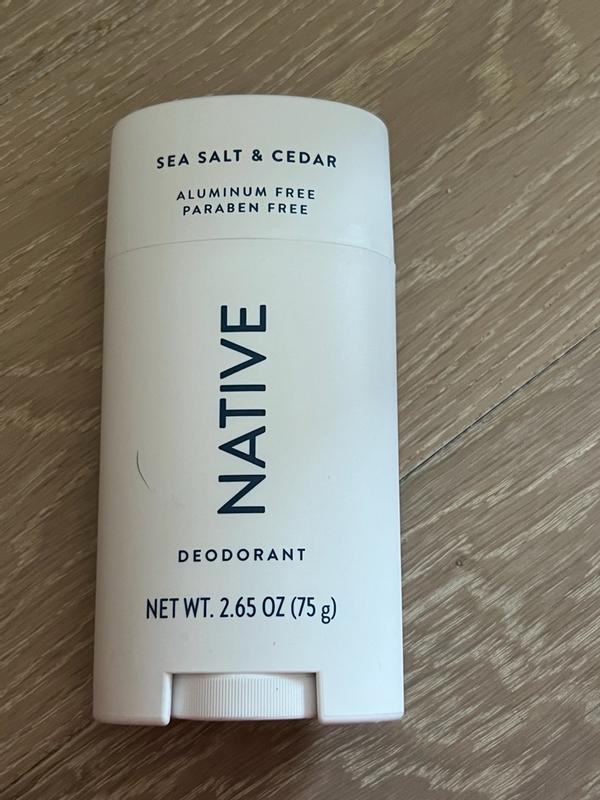 SEA SALT & CEDAR
ALUMINUM FREE
PARABEN FREE
NATIVE
DEODORANT
NET WT. 2.65 OZ (75 g)